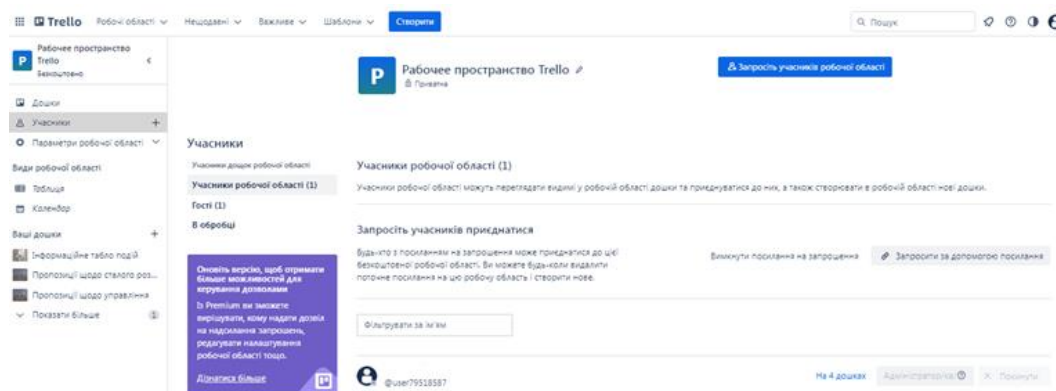 Trello
Робочі області
Нещодавні
Важливе
Шаблони
Створити
Пошук
P
Рабочее пространство
Trello
Безкоштовно
Дошки
Учасники
Параметри робочої області
Види робочої області
Таблиця
Календар
Ваші дошки
Інформаційне табло подій
Пропозиції щодо сталого роз...
Пропозиції щодо управління
Показати більше
1
P
Рабочее пространство Trello
Приватна
Запросіть учасників робочої області
Учасники
Учасники дощок робочої області
Учасники робочої області (1)
Гості (1)
В обробці
Оновіть версію, щоб отримати
більше можливостей для
керування дозволами
Із Premium ви зможете
вирішувати, кому надати дозвіл
на надсилання запрошень,
редагувати налаштування
робочої області тощо.
Дізнатися більше
Учасники робочої області (1)
Учасники робочої області можуть переглядати видимі у робочій області дошки та приєднуватися до них, а також створювати в робочій області нові дошки.
Запросіть учасників приєднатися
Будь-хто з посиланням на запрошення може приєднатися до цієї
безкоштовної робочої області. Ви можете будь-коли видалити
поточне посилання на цю робочу область і створити нове.
Вимкнути посилання на запрошення
Запросити за допомогою посилання
Фільтрувати за ім'ям
@user79518587
На 4 дошках
Адміністратор/ка
Покинути